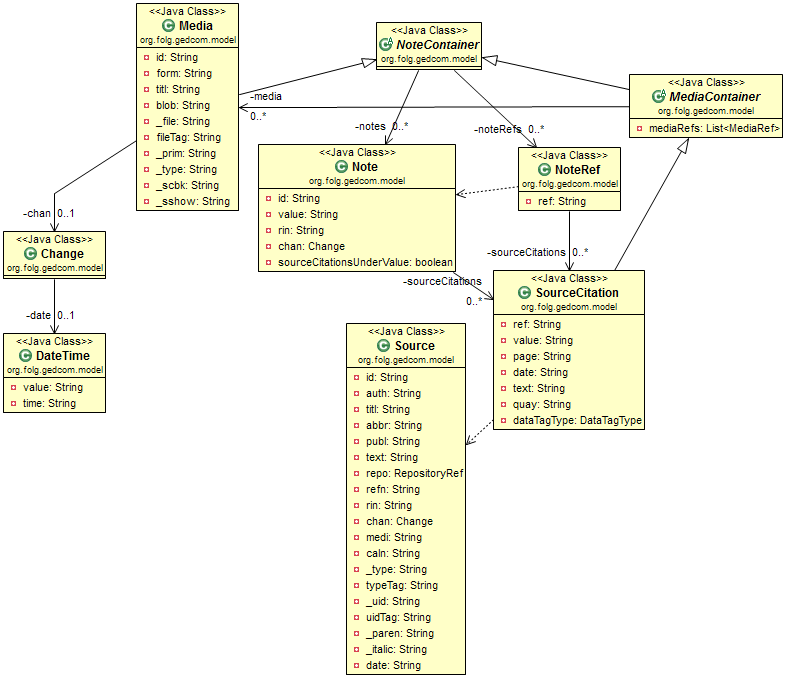 <<Java Class>>
Media
org.folg.gedcom.model
id: String
form: String
titl: String
blob: String
_file: String
fileTag: String
_prim: String
_type: String
_scbk: String
_sshow: String
<<Java Class>>
NoteContainer
org.folg.gedcom.model
<<Java Class>>
MediaContainer
org.folg.gedcom.model
mediaRefs: List<MediaRef>
-media
0..*
-notes 0..*
-noteRefs 0..*
<<Java Class>>
Note
org.folg.gedcom.model
id: String
value: String
rin: String
chan: Change
sourceCitationsUnderValue: boolean
<<Java Class>>
NoteRef
org.folg.gedcom.model
ref: String
-chan 0..1
<<Java Class>>
Change
org.folg.gedcom.model
-date 0..1
<<Java Class>>
DateTime
org.folg.gedcom.model
value: String
time: String
-sourceCitations 0..*
-sourceCitations
0..*
<<Java Class>>
SourceCitation
org.folg.gedcom.model
ref: String
value: String
page: String
date: String
text: String
quay: String
dataTagType: DataTagType
<<Java Class>>
Source
org.folg.gedcom.model
id: String
auth: String
titl: String
abbr: String
publ: String
text: String
repo: RepositoryRef
refn: String
rin: String
chan: Change
medi: String
caln: String
_type: String
typeTag: String
_uid: String
uidTag: String
_paren: String
_italic: String
date: String